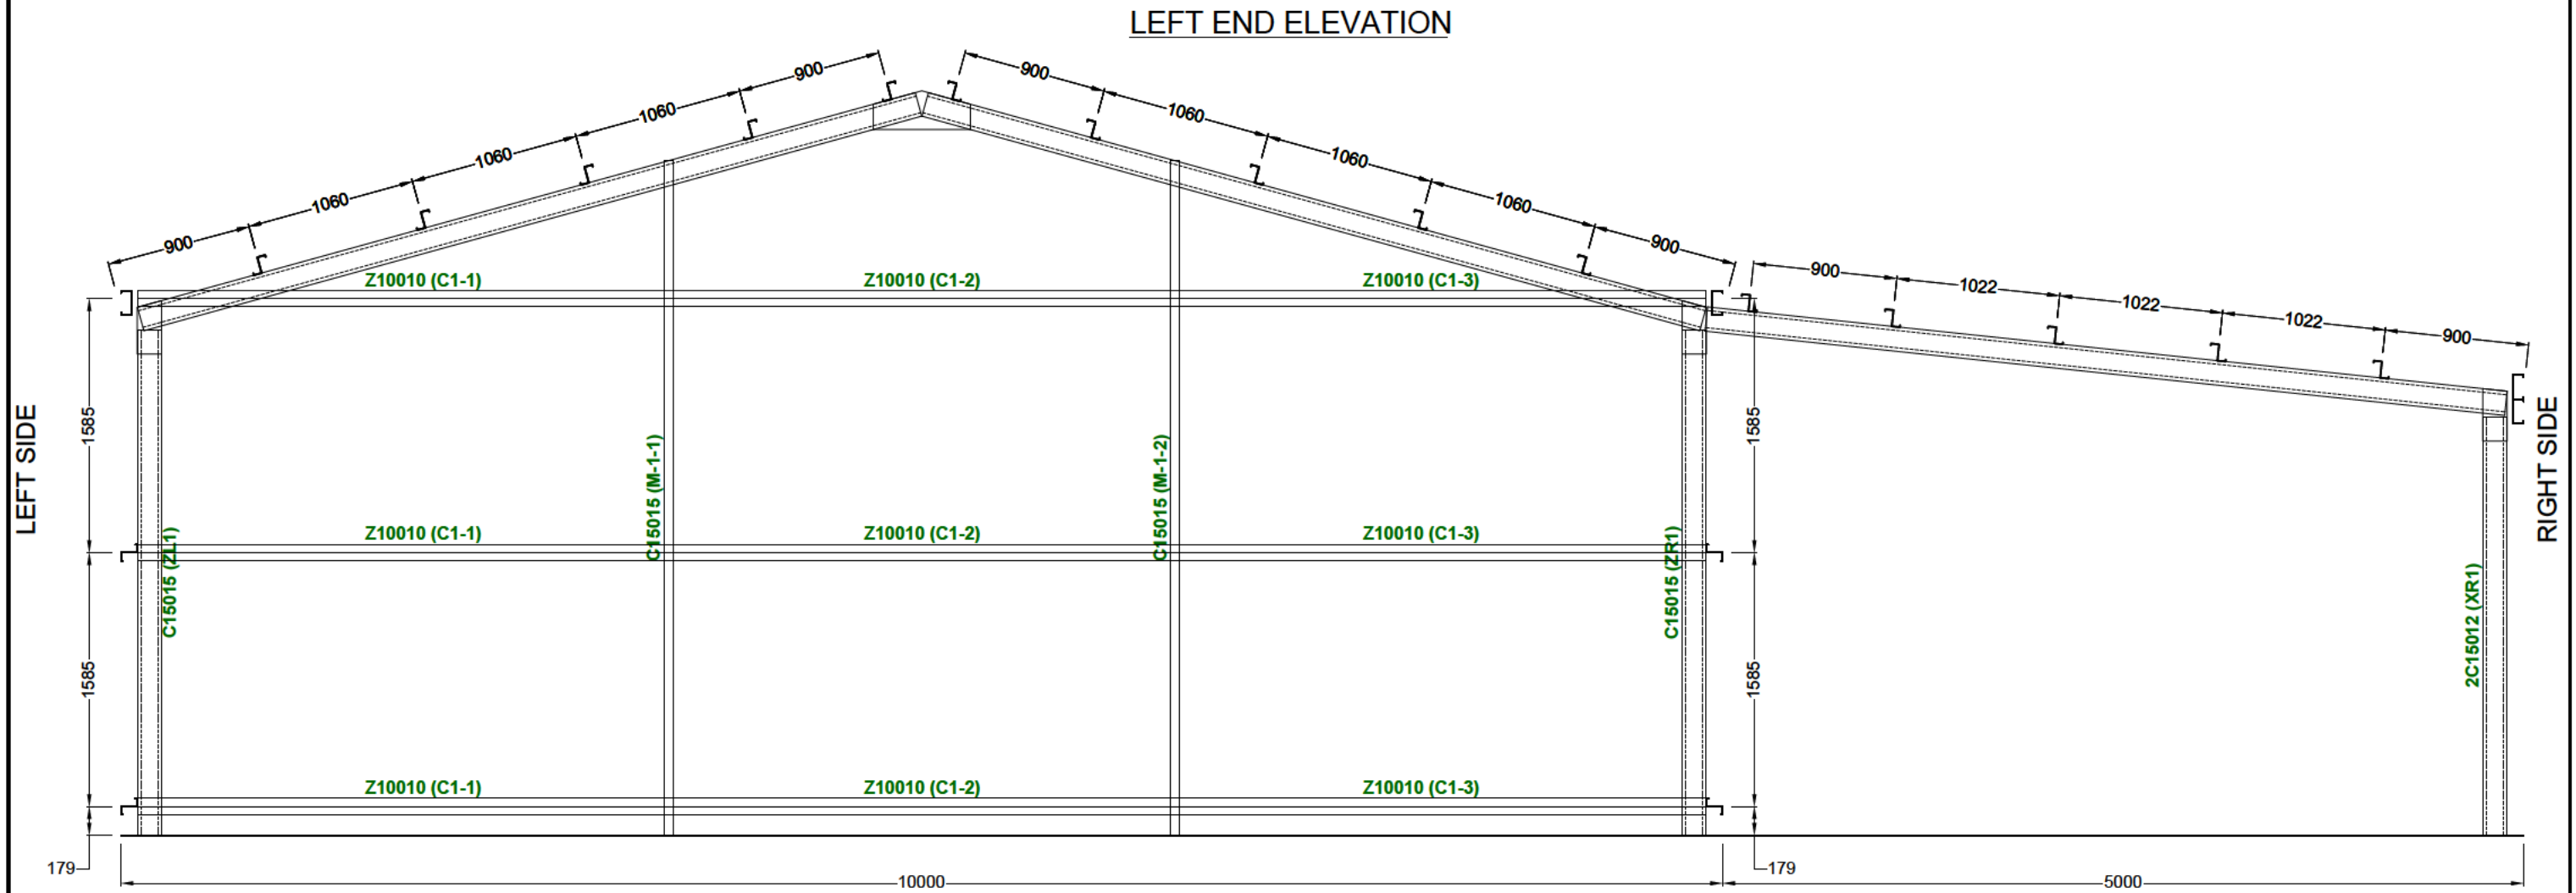 LEFT END ELEVATION
900
1060
1060
1060
900
900
1060
1060
1060
900
900
1022
1022
1022
900
Z10010 (C1-1)
Z10010 (C1-2)
Z10010 (C1-3)
LEFT SIDE
1585
C15015 (M-1-1)
C15015 (M-1-2)
1585
RIGHT SIDE
Z10010 (C1-1)
Z10010 (C1-2)
Z10010 (C1-3)
C15015 (ZL1)
C15015 (ZR1)
2C15012 (XR1)
1585
1585
Z10010 (C1-1)
Z10010 (C1-2)
Z10010 (C1-3)
179
179
10000
5000